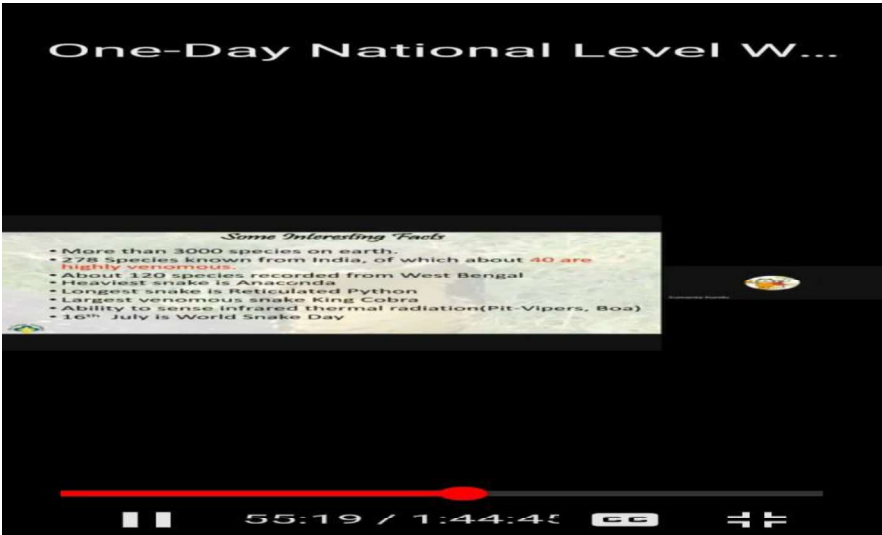 One-Day National Level W...
Some Interesting Facts
• More than 3000 species on earth.
• 278 Species known from India, of which about 40 are
highly venomous.
• About 120 species recorded from West Bengal
• Heaviest snake is Anaconda
• Longest snake is Reticulated Python
• Largest venomous snake King Cobra
• Ability to sense infrared thermal radiation(Pit-Vipers, Boa)
• 16th July is World Snake Day
55:19 / 1:44:45
CC